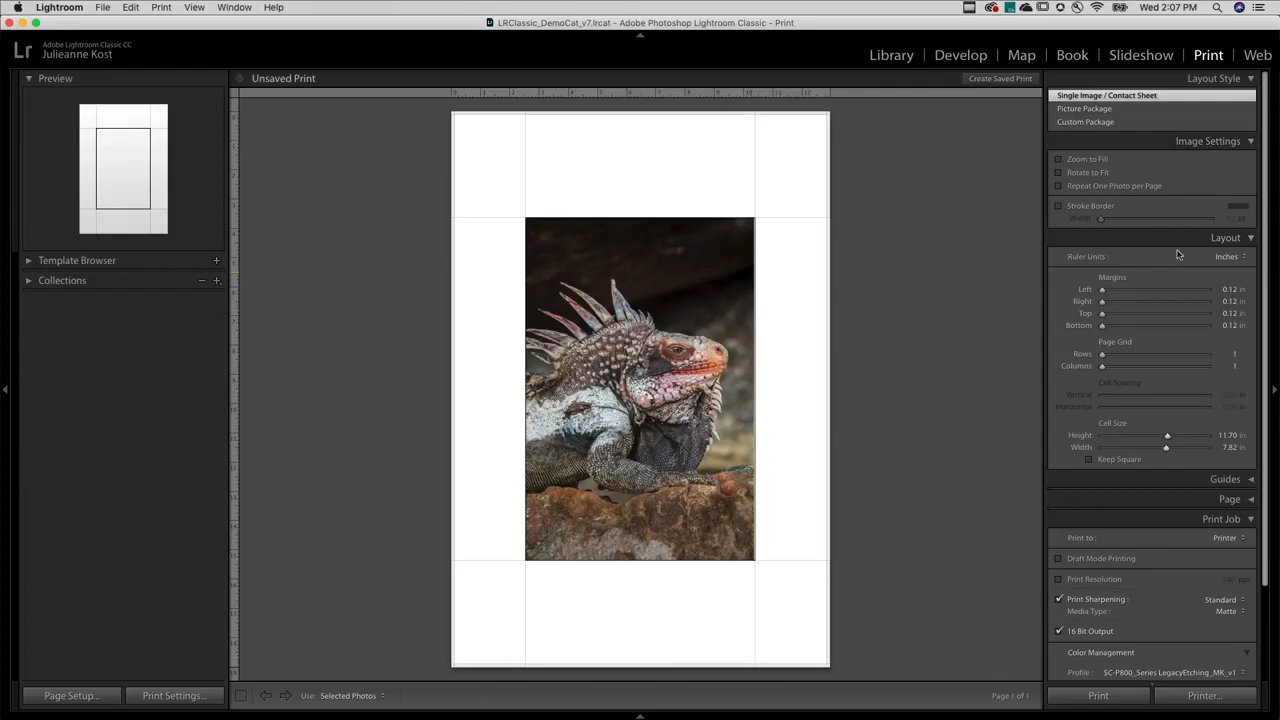 Lightroom File Edit Print View Window Help Wed 2:07 PM
LRClassic_DemoCat_v7.lrcat - Adobe Photoshop Lightroom Classic - Print
Lr Adobe Lightroom Classic CC
Julieanne Kost
Library Develop Map Book Slideshow Print Web
Preview
Template Browser +
Collections − +
Page Setup... Print Settings...
Unsaved Print Create Saved Print
Use: Selected Photos Page 1 of 1
Layout Style
Single Image / Contact Sheet
Picture Package
Custom Package
Image Settings
Zoom to Fill
Rotate to Fit
Repeat One Photo per Page
Stroke Border
Width pt
Layout
Ruler Units : Inches
Margins
Left 0.12 in
Right 0.12 in
Top 0.12 in
Bottom 0.12 in
Page Grid
Rows 1
Columns 1
Cell Spacing
Vertical
Horizontal
Cell Size
Height 11.70 in
Width 7.82 in
Keep Square
Guides
Page
Print Job
Print to : Printer
Draft Mode Printing
Print Resolution 240 ppi
Print Sharpening : Standard
Media Type : Matte
16 Bit Output
Color Management
Profile : SC-P800_Series LegacyEtching_MK_v1
Print Printer...